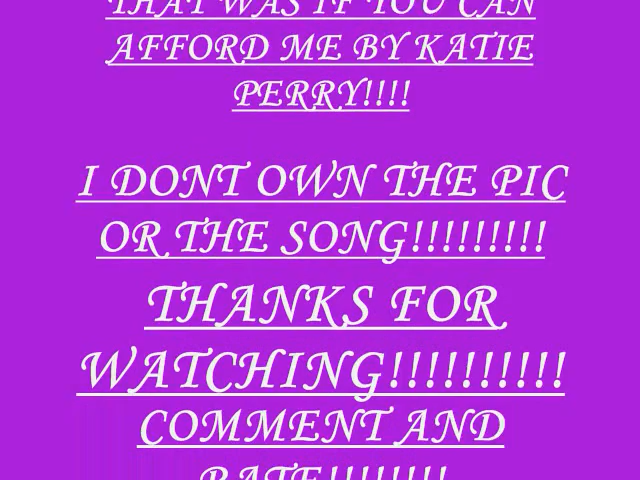 THAT WAS IF YOU CAN
AFFORD ME BY KATIE
PERRY!!!!
I DONT OWN THE PIC
OR THE SONG!!!!!!!!!
THANKS FOR
WATCHING!!!!!!!!!!
COMMENT AND
RATE!!!!!!!!